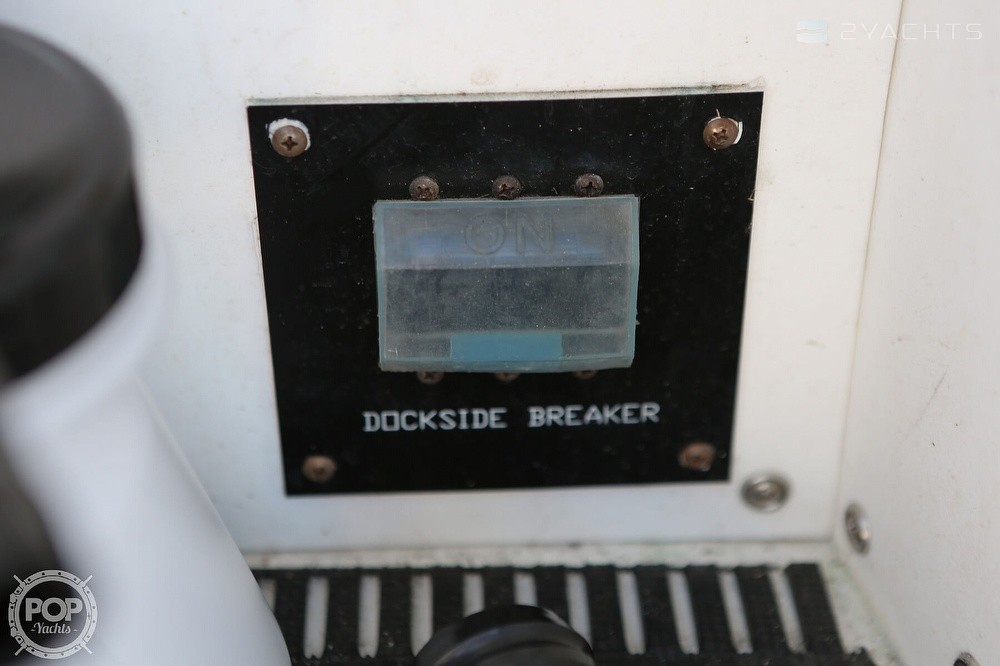 2YACHTS
ON
DOCKSIDE BREAKER
POP
-Yachts-